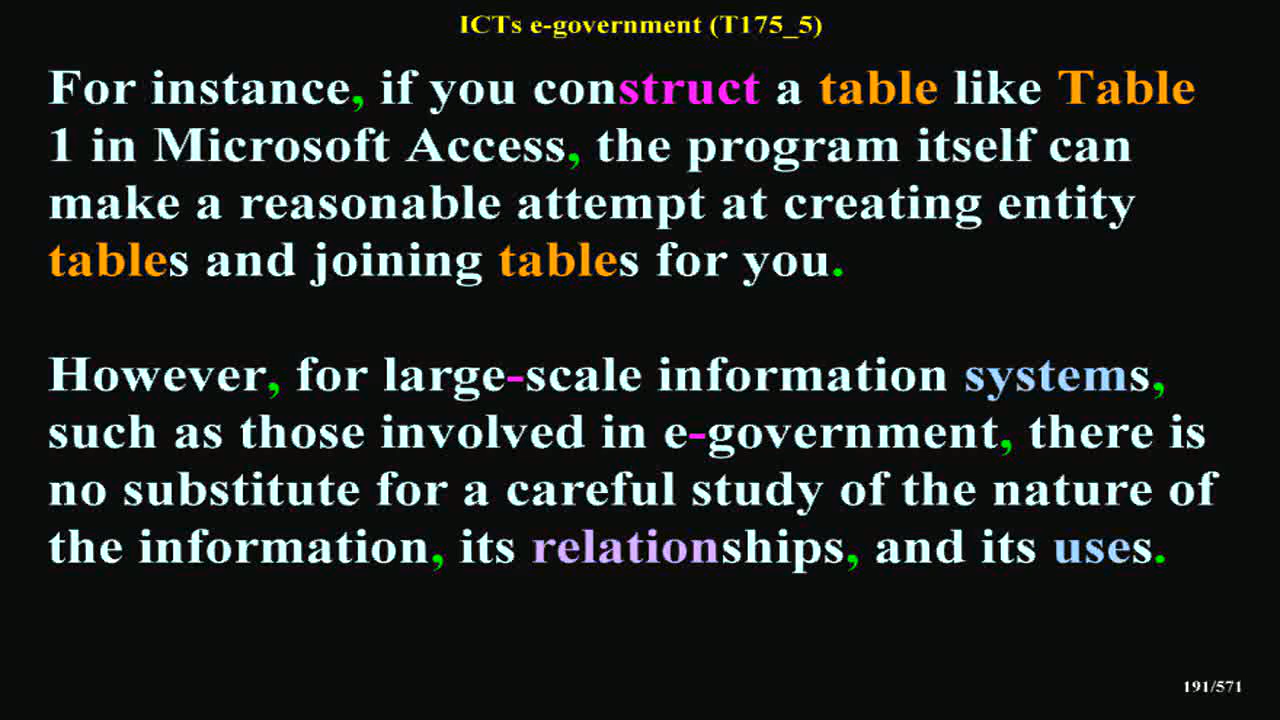 ICTs e-government (T175_5)
For instance, if you construct a table like Table
1 in Microsoft Access, the program itself can
make a reasonable attempt at creating entity
tables and joining tables for you.
However, for large-scale information systems,
such as those involved in e-government, there is
no substitute for a careful study of the nature of
the information, its relationships, and its uses.
191/571